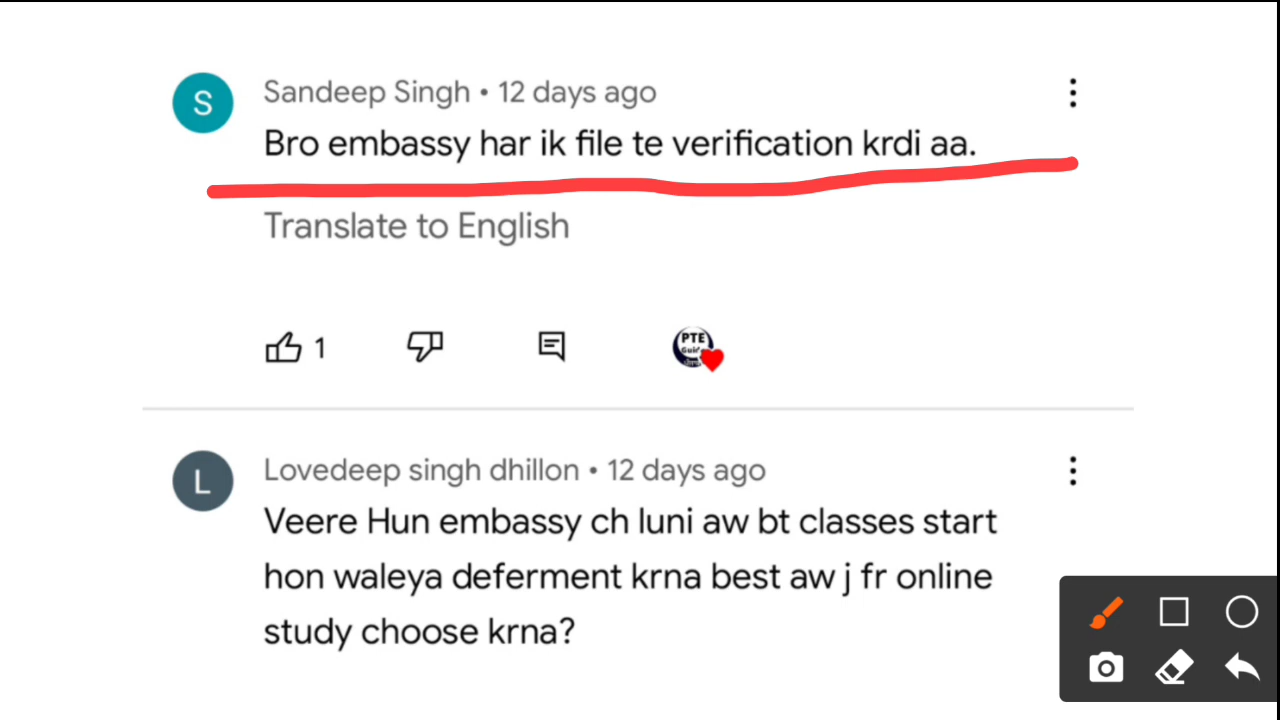 S
Sandeep Singh • 12 days ago
Bro embassy har ik file te verification krdi aa.
Translate to English
1
PTE
L
Lovedeep singh dhillon • 12 days ago
Veere Hun embassy ch luni aw bt classes start
hon waleya deferment krna best aw j fr online
study choose krna?